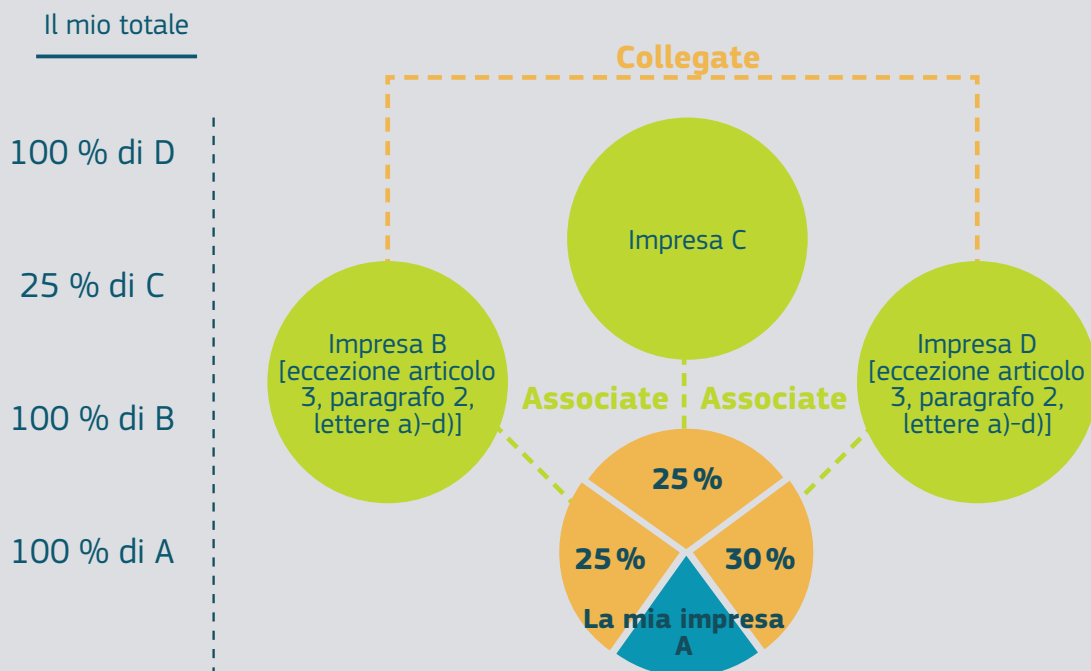 Il mio totale
100 % di D
25 % di C
100 % di B
100 % di A
Collegate
Impresa C
Impresa B
[eccezione articolo
3, paragrafo 2,
lettere a)-d)]
Impresa D
[eccezione articolo
3, paragrafo 2,
lettere a)-d)]
Associate
Associate
25 %
25 %
30 %
La mia impresa
A